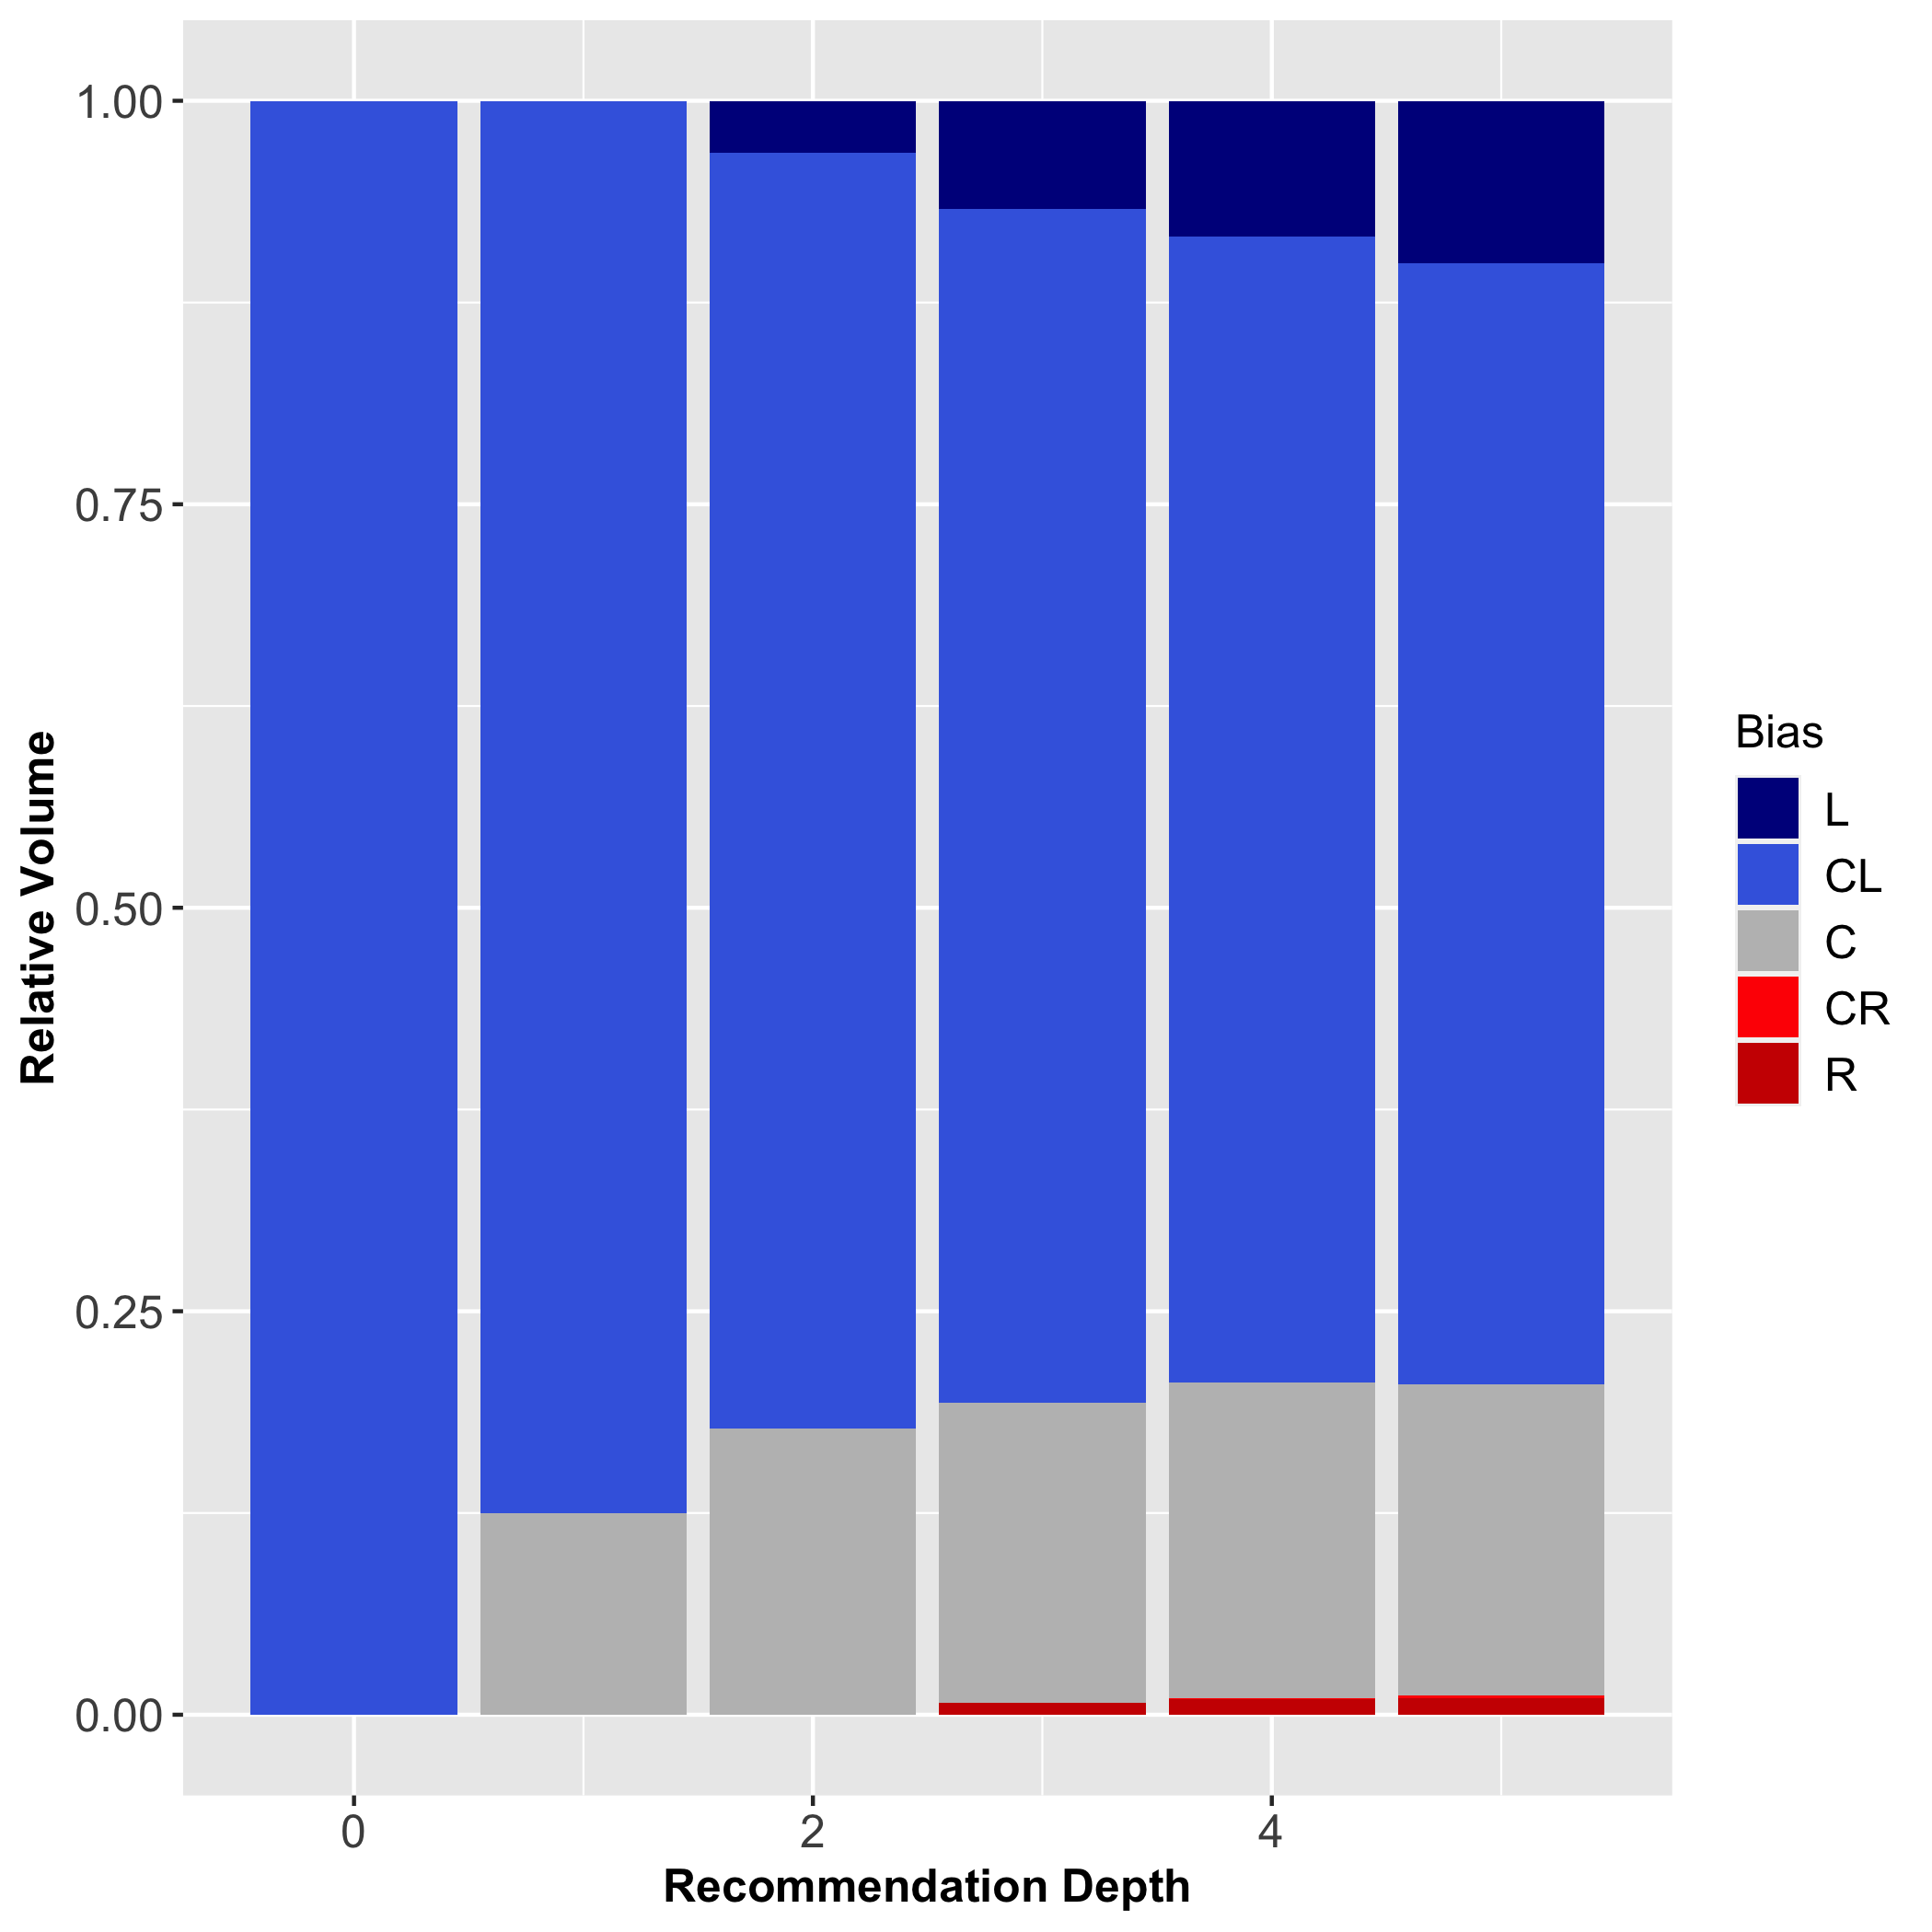 1.00
0.75
0.50
0.25
0.00
Relative Volume
0 2 4
Recommendation Depth
Bias
L
CL
C
CR
R